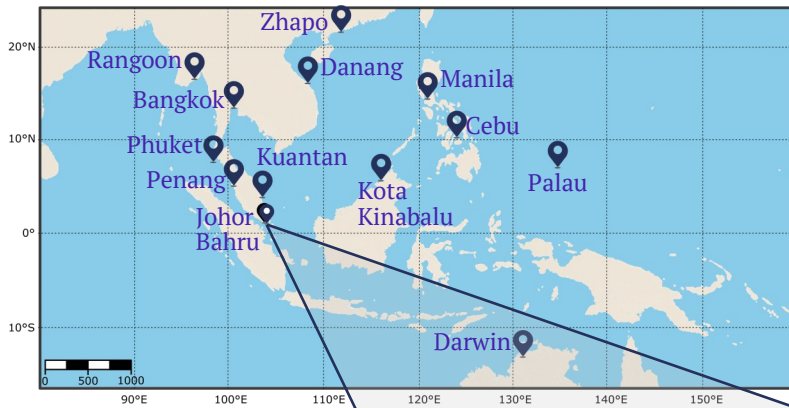 Zhapo
20°N
Rangoon
Danang
Manila
Bangkok
Cebu
10°N
Phuket
Kuantan
Penang
Palau
Kota
Kinabalu
Johor
Bahru
0°
10°S
Darwin
0 500 1000
90°E 100°E 110°E 120°E 130°E 140°E 150°E